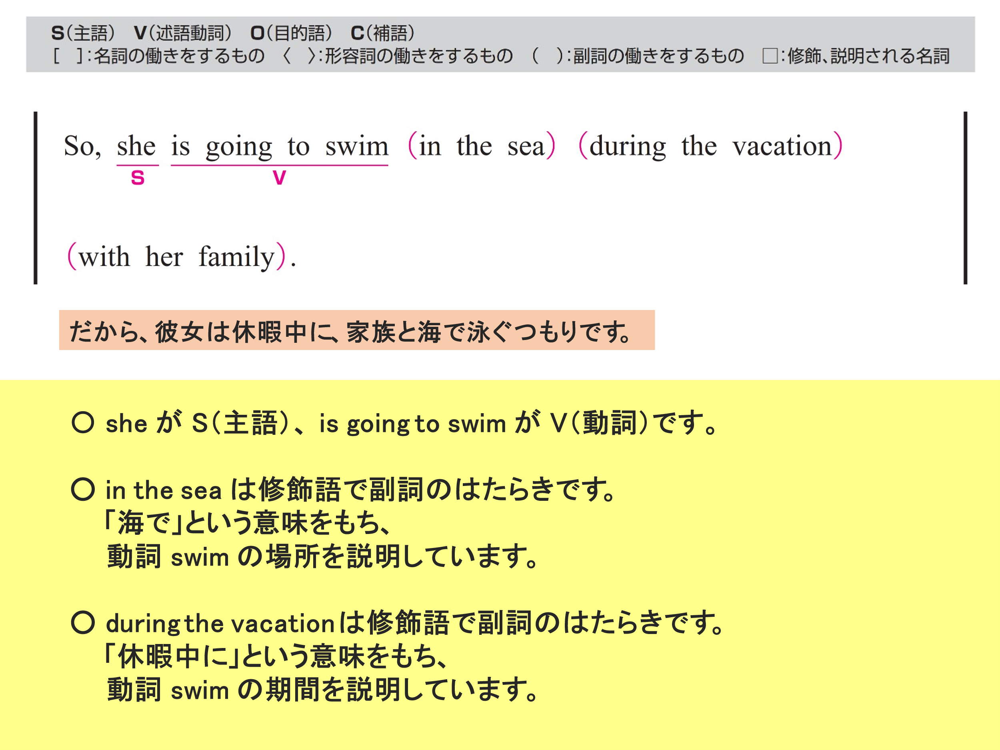 S(主語) V(述語動詞) O(目的語) C(補語)
[ ]:名詞の働きをするもの 〈 〉:形容詞の働きをするもの ( ):副詞の働きをするもの □:修飾、説明される名詞
So, she is going to swim (in the sea) (during the vacation)
S V
(with her family).
だから、彼女は休暇中に、家族と海で泳ぐつもりです。
○ she が S(主語)、is going to swim が V(動詞)です。
○ in the sea は修飾語で副詞のはたらきです。
「海で」という意味をもち、
動詞 swim の場所を説明しています。
○ during the vacation は修飾語で副詞のはたらきです。
「休暇中に」という意味をもち、
動詞 swim の期間を説明しています。